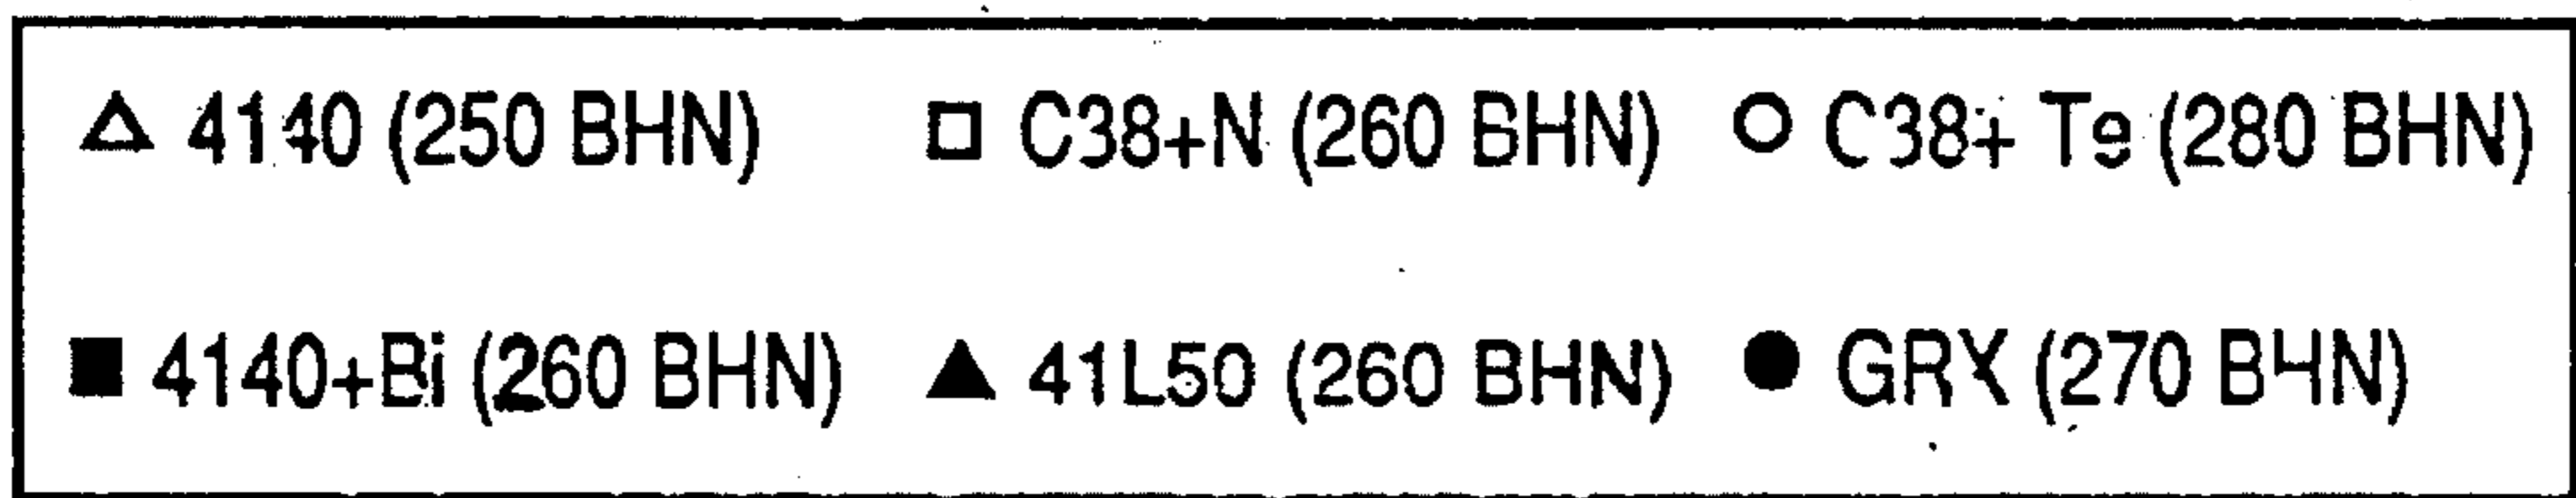 △ 4140 (250 BHN) □ C38+N (260 BHN) ○ C38+ Te (280 BHN)
■ 4140+Bi (260 BHN) ▲ 41L50 (260 BHN) ● GRX (270 BHN)